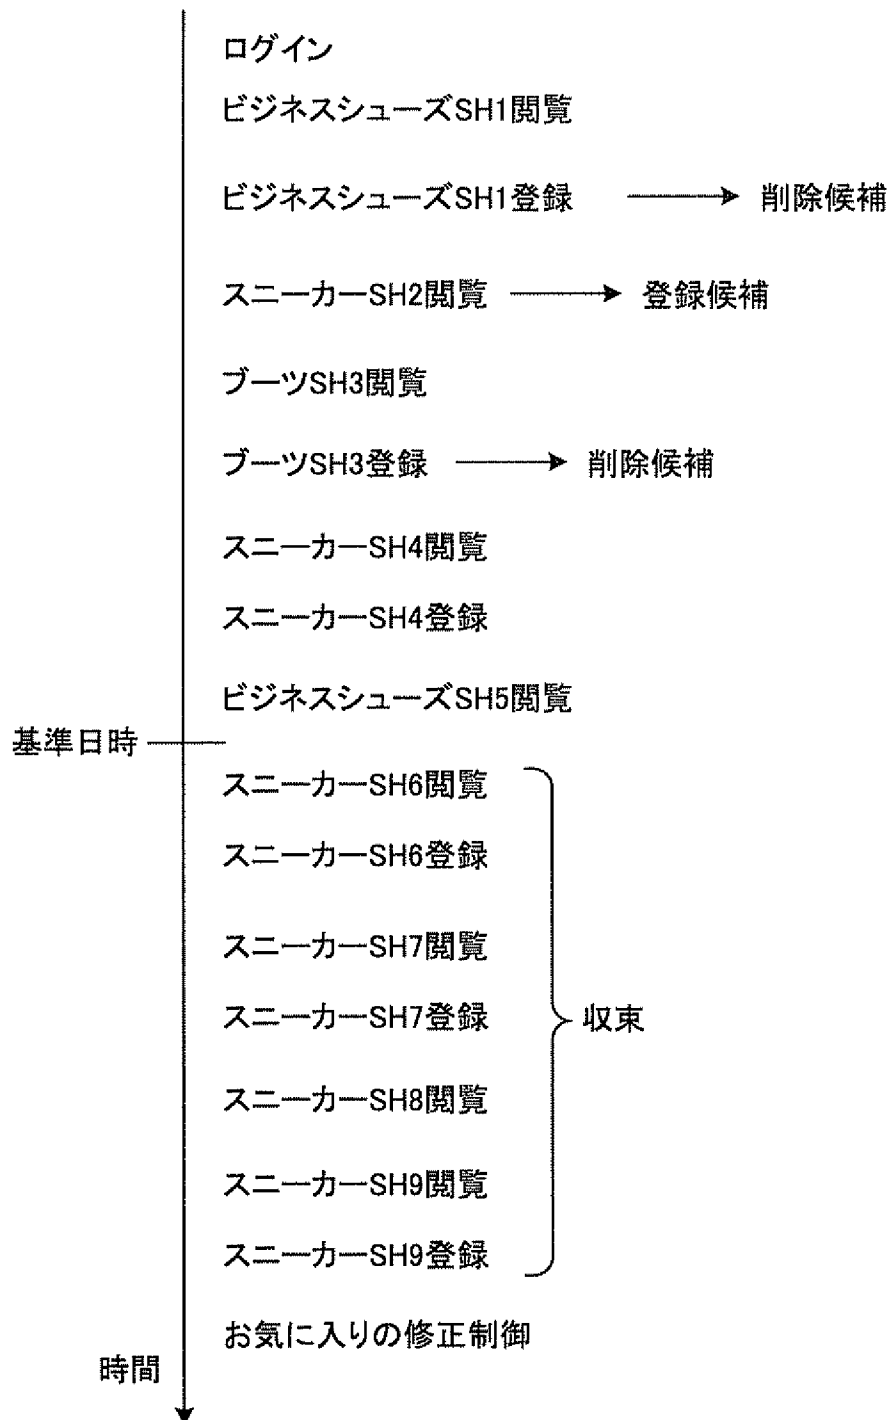 ログイン
ビジネスシューズSH1閲覧
ビジネスシューズSH1登録 削除候補
スニーカーSH2閲覧 登録候補
ブーツSH3閲覧
ブーツSH3登録 削除候補
スニーカーSH4閲覧
スニーカーSH4登録
ビジネスシューズSH5閲覧
基準日時
スニーカーSH6閲覧
スニーカーSH6登録
スニーカーSH7閲覧
スニーカーSH7登録 収束
スニーカーSH8閲覧
スニーカーSH9閲覧
スニーカーSH9登録
お気に入りの修正制御
時間